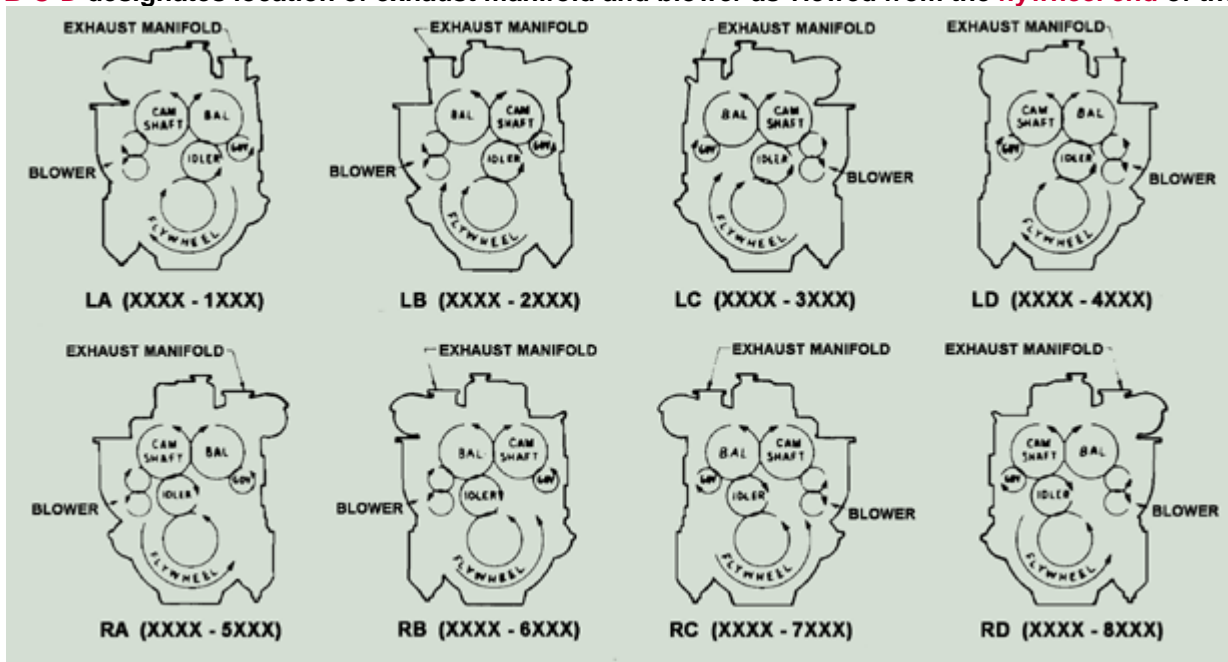 B-C-D designates location of exhaust manifold and blower as viewed from the flywheel end of
EXHAUST MANIFOLD EXHAUST MANIFOLD EXHAUST MANIFOLD EXHAUST MANIFOLD
CAM SHAFT BAL BAL CAM SHAFT BAL CAM SHAFT CAM SHAFT BAL
GOV GOV GOV GOV
IDLER IDLER IDLER IDLER
BLOWER BLOWER BLOWER BLOWER
FLYWHEEL FLYWHEEL FLYWHEEL FLYWHEEL
LA (XXXX - 1XXX) LB (XXXX - 2XXX) LC (XXXX - 3XXX) LD (XXXX - 4XXX)
EXHAUST MANIFOLD EXHAUST MANIFOLD EXHAUST MANIFOLD EXHAUST MANIFOLD
CAM SHAFT BAL BAL. CAM SHAFT BAL CAM SHAFT CAM SHAFT BAL
GOV GOV GOV GOV
IDLER IDLER IDLER IDLER
BLOWER BLOWER BLOWER BLOWER
FLYWHEEL FLYWHEEL FLYWHEEL FLYWHEEL
RA (XXXX - 5XXX) RB (XXXX - 6XXX) RC (XXXX - 7XXX) RD (XXXX - 8XXX)